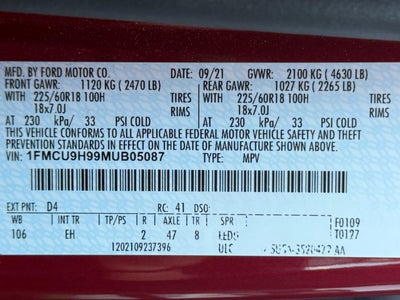 MFD. BY FORD MOTOR CO. DATE: 09/21 GVWR: 2100 KG ( 4630 LB)
FRONT GAWR: 1120 KG ( 2470 LB) REAR GAWR: 1027 KG ( 2265 LB)
WITH 225/60R18 100H TIRES WITH 225/60R18 100H TIRES
18x7.0J RIMS 18x7.0J RIMS
AT 230 kPa/ 33 PSI COLD AT 230 kPa/ 33 PSI COLD
THIS VEHICLE CONFORMS TO ALL APPLICABLE FEDERAL MOTOR VEHICLE SAFETY AND THEFT
PREVENTION STANDARDS IN EFFECT ON THE DATE OF MANUFACTURE SHOWN ABOVE.
VIN: 1FMCU9H99MUB05087 TYPE: MPV
EXT PNT: D4 RC: 41 DSO: F0109
WB INT TR R AXLE TR SPR T0127
106 EH 2 47 8
1202109237396